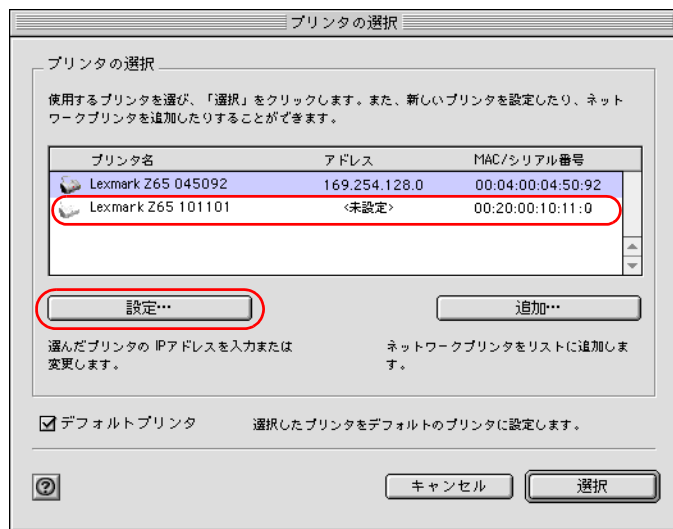 プリンタの選択
プリンタの選択
使用するプリンタを選び、「選択」をクリックします。また、新しいプリンタを設定したり、ネット
ワークプリンタを追加したりすることができます。
プリンタ名 アドレス MAC/シリアル番号
Lexmark Z65 045092 169.254.128.0 00:04:00:04:50:92
Lexmark Z65 101101 <未設定> 00:20:00:10:11:0
設定… 追加…
選んだプリンタの IPアドレスを入力または
変更します。
ネットワークプリンタをリストに追加しま
す。
デフォルトプリンタ 選択したプリンタをデフォルトのプリンタに設定します。
? キャンセル 選択